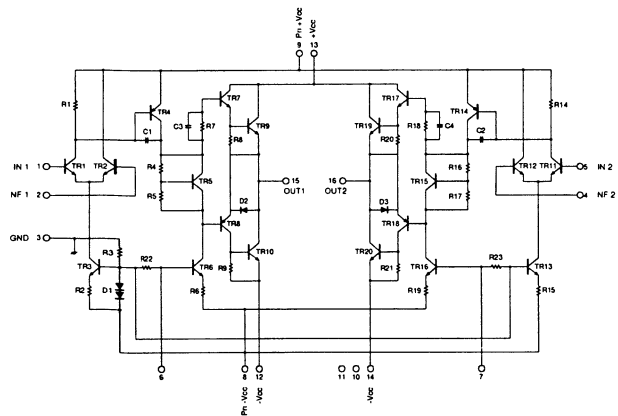 Pri +Vcc
+Vcc
9 13
R1
TR4
TR7
TR17
TR14
R14
C1
C3
R7
R8
TR9
TR19
R20
R18
C4
C2
IN 1 1
TR1
TR2
R4
R5
TR5
TR15
R16
R17
TR12
TR11
5 IN 2
NF 1 2
4 NF 2
15
OUT1
16
OUT2
D2
D3
TR8
TR18
GND 3
R3
TR3
R22
TR6
R9
TR10
TR20
R21
TR16
R23
TR13
R2
D1
R6
R19
R15
6 8 12 11 10 14 7
Pri -Vcc
-Vcc
-Vcc